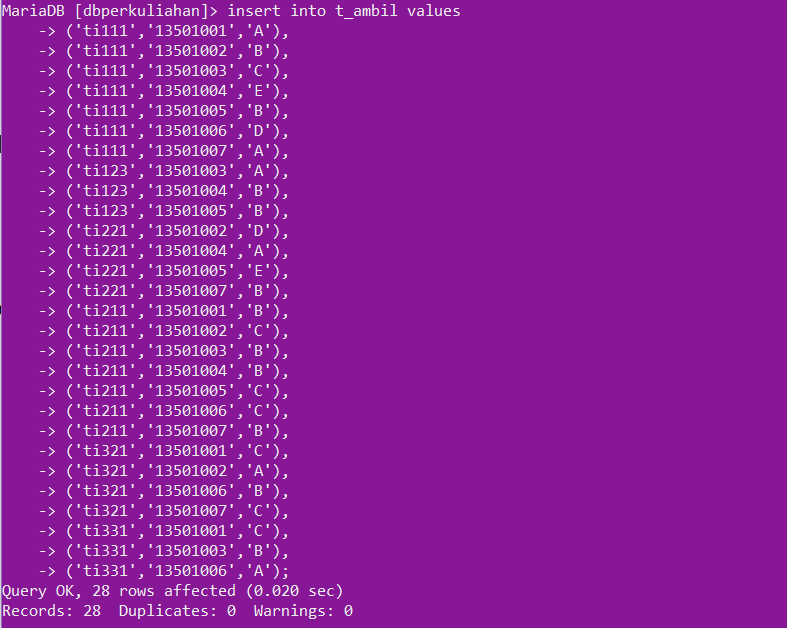 MariaDB [dbperkuliahan]> insert into t_ambil values
-> ('ti111','13501001','A'),
-> ('ti111','13501002','B'),
-> ('ti111','13501003','C'),
-> ('ti111','13501004','E'),
-> ('ti111','13501005','B'),
-> ('ti111','13501006','D'),
-> ('ti111','13501007','A'),
-> ('ti123','13501003','A'),
-> ('ti123','13501004','B'),
-> ('ti123','13501005','B'),
-> ('ti221','13501002','D'),
-> ('ti221','13501004','A'),
-> ('ti221','13501005','E'),
-> ('ti221','13501007','B'),
-> ('ti211','13501001','B'),
-> ('ti211','13501002','C'),
-> ('ti211','13501003','B'),
-> ('ti211','13501004','B'),
-> ('ti211','13501005','C'),
-> ('ti211','13501006','C'),
-> ('ti211','13501007','B'),
-> ('ti321','13501001','C'),
-> ('ti321','13501002','A'),
-> ('ti321','13501006','B'),
-> ('ti321','13501007','C'),
-> ('ti331','13501001','C'),
-> ('ti331','13501003','B'),
-> ('ti331','13501006','A');
Query OK, 28 rows affected (0.020 sec)
Records: 28  Duplicates: 0  Warnings: 0